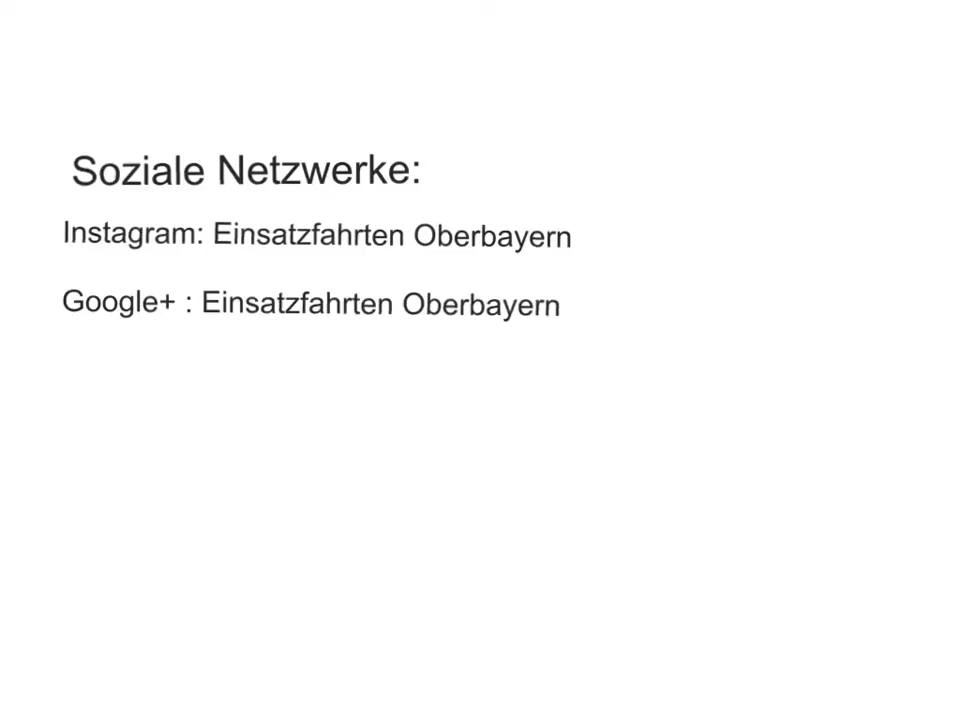 Soziale Netzwerke:
Instagram: Einsatzfahrten Oberbayern
Google+ : Einsatzfahrten Oberbayern